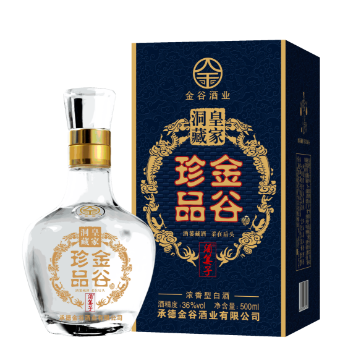 金谷酒业
皇家
洞藏
金谷
珍品
浓香型白酒
酒精度:36%vol 净含量:500ml
承德金谷酒业有限公司
皇家
洞藏
金谷
珍品